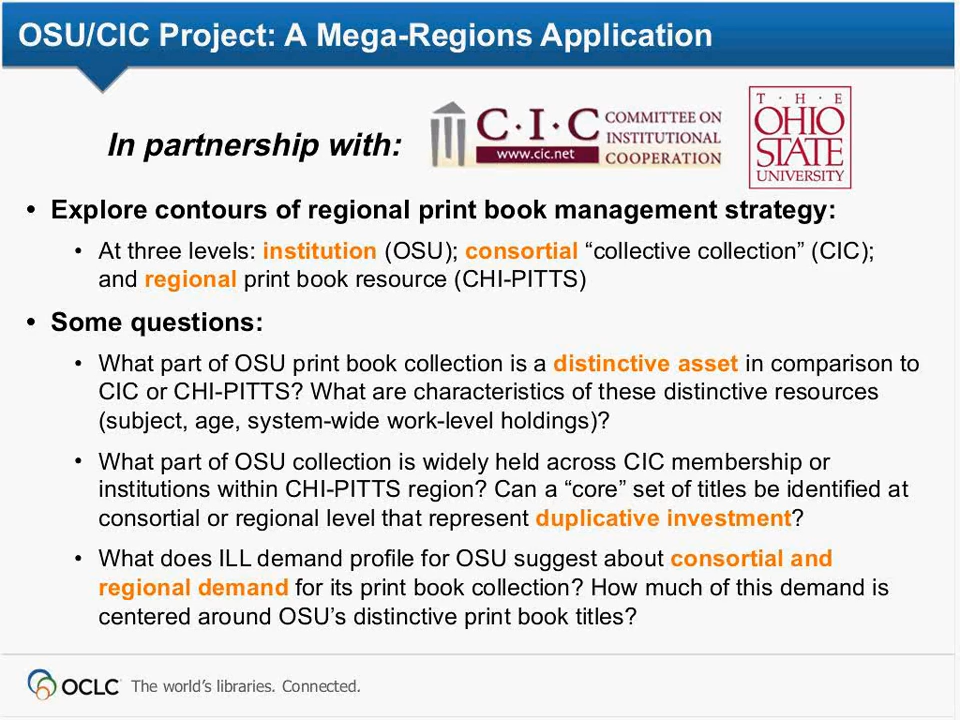 OSU/CIC Project: A Mega-Regions Application
In partnership with:
C·I·C
www.cic.net
COMMITTEE ON
INSTITUTIONAL
COOPERATION
T·H·E
OHIO
STATE
UNIVERSITY
• Explore contours of regional print book management strategy:
• At three levels: institution (OSU); consortial “collective collection” (CIC);
and regional print book resource (CHI-PITTS)
• Some questions:
• What part of OSU print book collection is a distinctive asset in comparison to
CIC or CHI-PITTS? What are characteristics of these distinctive resources
(subject, age, system-wide work-level holdings)?
• What part of OSU collection is widely held across CIC membership or
institutions within CHI-PITTS region? Can a “core” set of titles be identified at
consortial or regional level that represent duplicative investment?
• What does ILL demand profile for OSU suggest about consortial and
regional demand for its print book collection? How much of this demand is
centered around OSU’s distinctive print book titles?
OCLC The world’s libraries. Connected.